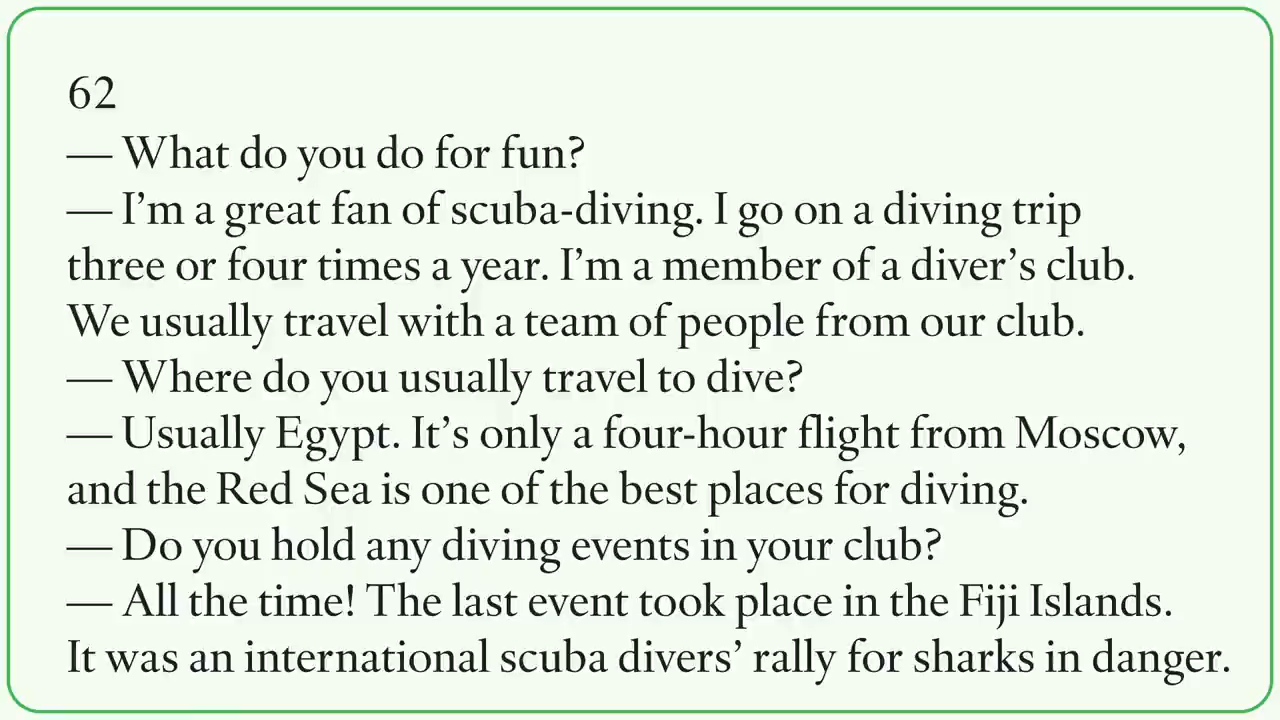 62
— What do you do for fun?
— I’m a great fan of scuba-diving. I go on a diving trip
three or four times a year. I’m a member of a diver’s club.
We usually travel with a team of people from our club.
— Where do you usually travel to dive?
— Usually Egypt. It’s only a four-hour flight from Moscow,
and the Red Sea is one of the best places for diving.
— Do you hold any diving events in your club?
— All the time! The last event took place in the Fiji Islands.
It was an international scuba divers’ rally for sharks in danger.